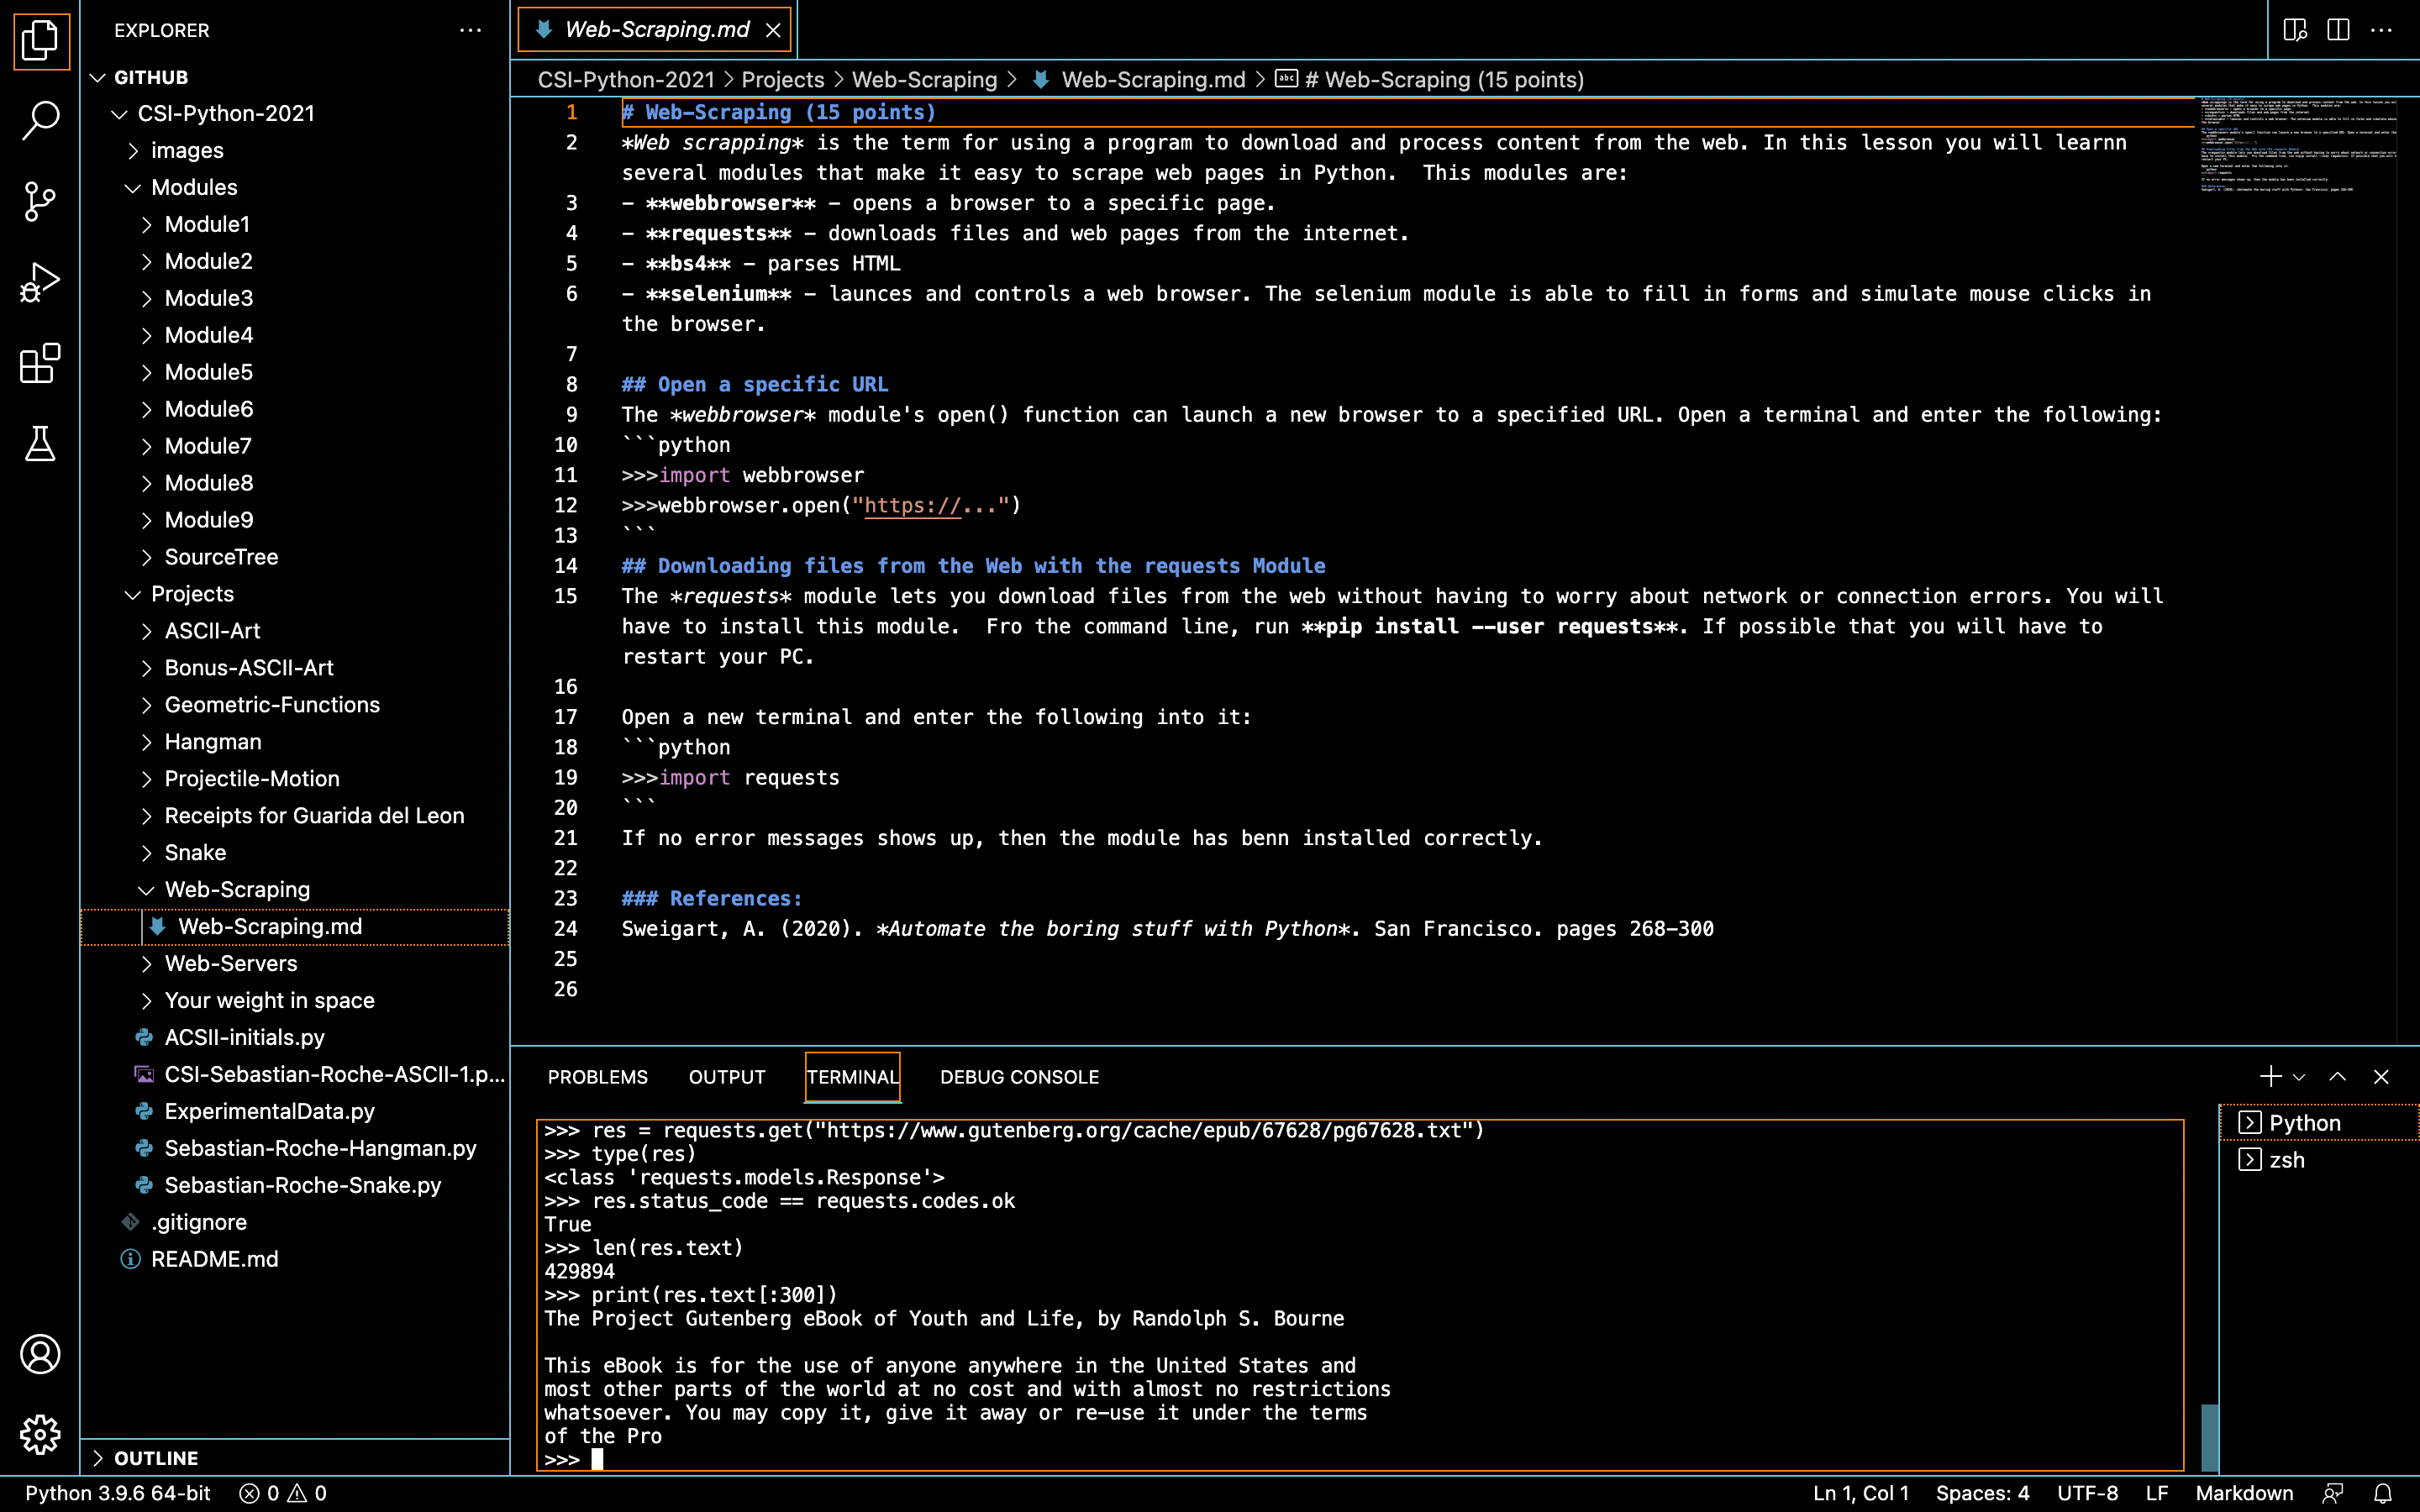 EXPLORER
GITHUB
CSI-Python-2021
images
Modules
Module1
Module2
Module3
Module4
Module5
Module6
Module7
Module8
Module9
SourceTree
Projects
ASCII-Art
Bonus-ASCII-Art
Geometric-Functions
Hangman
Projectile-Motion
Receipts for Guarida del Leon
Snake
Web-Scraping
Web-Scraping.md
Web-Servers
Your weight in space
ACSII-initials.py
CSI-Sebastian-Roche-ASCII-1.p...
ExperimentalData.py
Sebastian-Roche-Hangman.py
Sebastian-Roche-Snake.py
.gitignore
README.md
OUTLINE
Web-Scraping.md
CSI-Python-2021 > Projects > Web-Scraping > Web-Scraping.md > abc # Web-Scraping (15 points)
1 # Web-Scraping (15 points)
2 *Web scrapping* is the term for using a program to download and process content from the web. In this lesson you will learnn
several modules that make it easy to scrape web pages in Python.  This modules are:
3 - **webbrowser** - opens a browser to a specific page.
4 - **requests** - downloads files and web pages from the internet.
5 - **bs4** - parses HTML
6 - **selenium** - launces and controls a web browser. The selenium module is able to fill in forms and simulate mouse clicks in
the browser.
7
8 ## Open a specific URL
9 The *webbrowser* module's open() function can launch a new browser to a specified URL. Open a terminal and enter the following:
10 ```python
11 >>>import webbrowser
12 >>>webbrowser.open("https://...")
13 ```
14 ## Downloading files from the Web with the requests Module
15 The *requests* module lets you download files from the web without having to worry about network or connection errors. You will
have to install this module.  Fro the command line, run **pip install --user requests**. If possible that you will have to
restart your PC.
16
17 Open a new terminal and enter the following into it:
18 ```python
19 >>>import requests
20 ```
21 If no error messages shows up, then the module has benn installed correctly.
22
23 ### References:
24 Sweigart, A. (2020). *Automate the boring stuff with Python*. San Francisco. pages 268-300
25
26
PROBLEMS OUTPUT TERMINAL DEBUG CONSOLE
>>> res = requests.get("https://www.gutenberg.org/cache/epub/67628/pg67628.txt")
>>> type(res)
<class 'requests.models.Response'>
>>> res.status_code == requests.codes.ok
True
>>> len(res.text)
429894
>>> print(res.text[:300])
The Project Gutenberg eBook of Youth and Life, by Randolph S. Bourne

This eBook is for the use of anyone anywhere in the United States and
most other parts of the world at no cost and with almost no restrictions
whatsoever. You may copy it, give it away or re-use it under the terms
of the Pro
>>>
Python
zsh
Python 3.9.6 64-bit 0 0 Ln 1, Col 1 Spaces: 4 UTF-8 LF Markdown